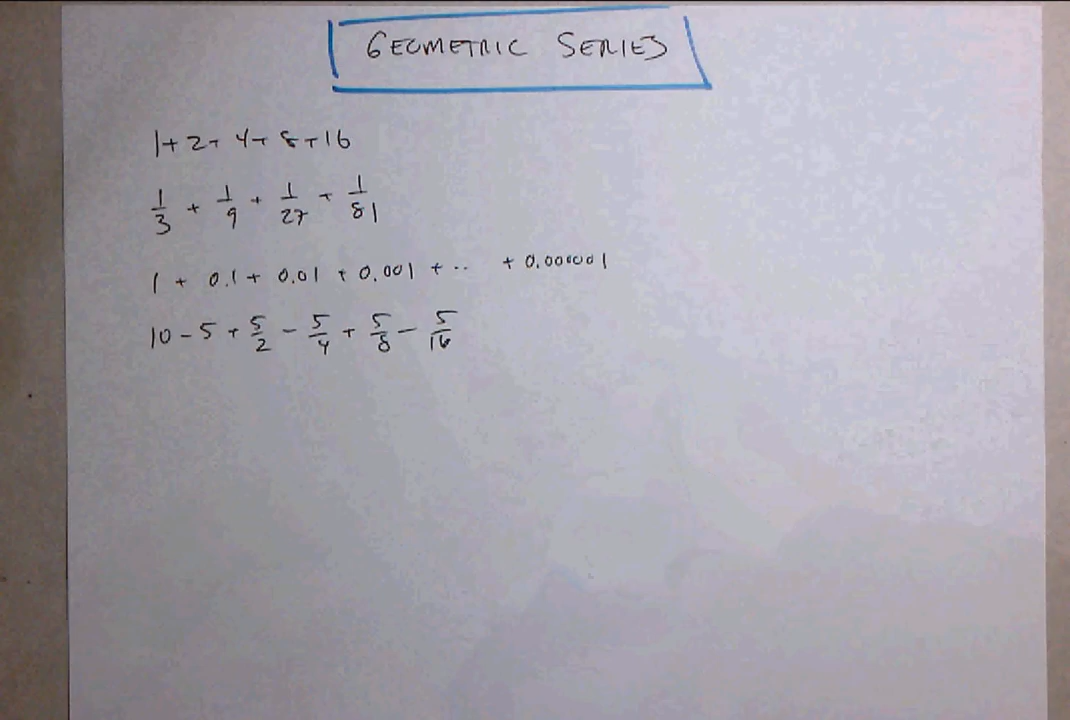 GEOMETRIC SERIES
1 + 2 + 4 + 8 + 16
1/3 + 1/9 + 1/27 + 1/81
1 + 0.1 + 0.01 + 0.001 + .. + 0.000001
10 - 5 + 5/2 - 5/4 + 5/8 - 5/16